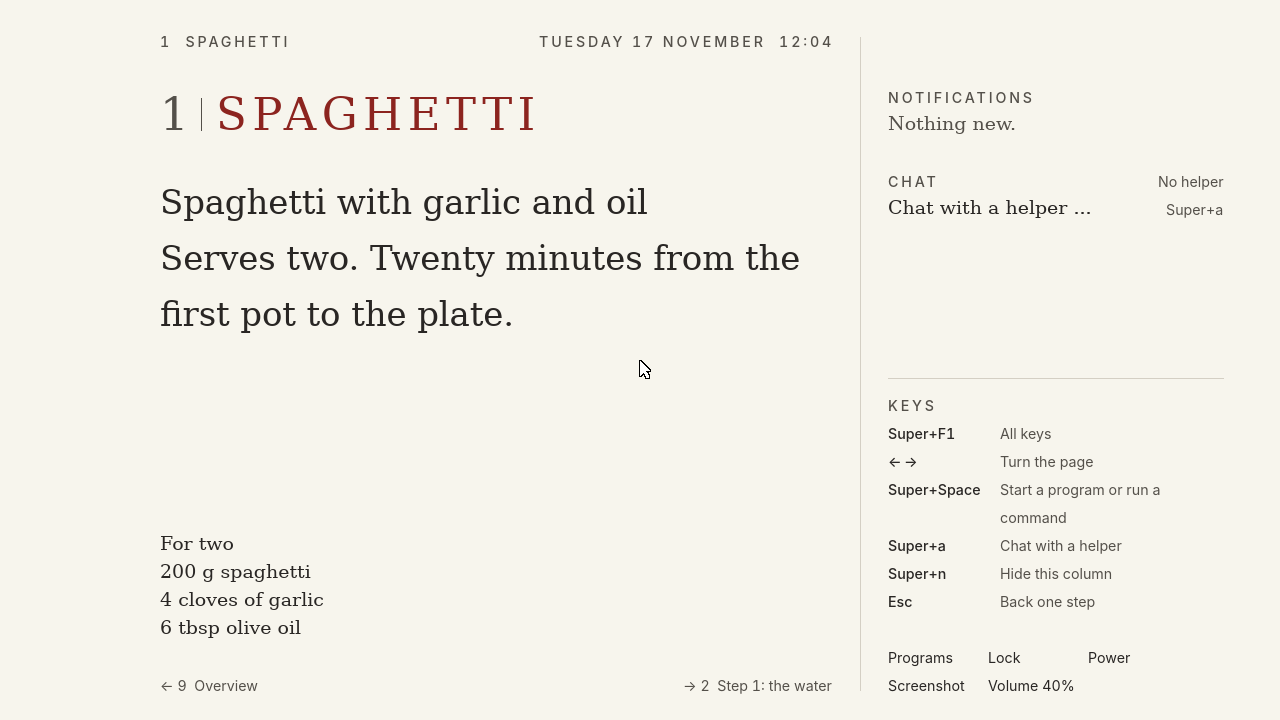 1 SPAGHETTI
TUESDAY 17 NOVEMBER 12:04
1 SPAGHETTI
Spaghetti with garlic and oil
Serves two. Twenty minutes from the
first pot to the plate.
For two
200 g spaghetti
4 cloves of garlic
6 tbsp olive oil
← 9 Overview
→ 2 Step 1: the water
NOTIFICATIONS
Nothing new.
CHAT No helper
Chat with a helper ... Super+a
KEYS
Super+F1 All keys
← → Turn the page
Super+Space Start a program or run a
command
Super+a Chat with a helper
Super+n Hide this column
Esc Back one step
Programs Lock Power
Screenshot Volume 40%